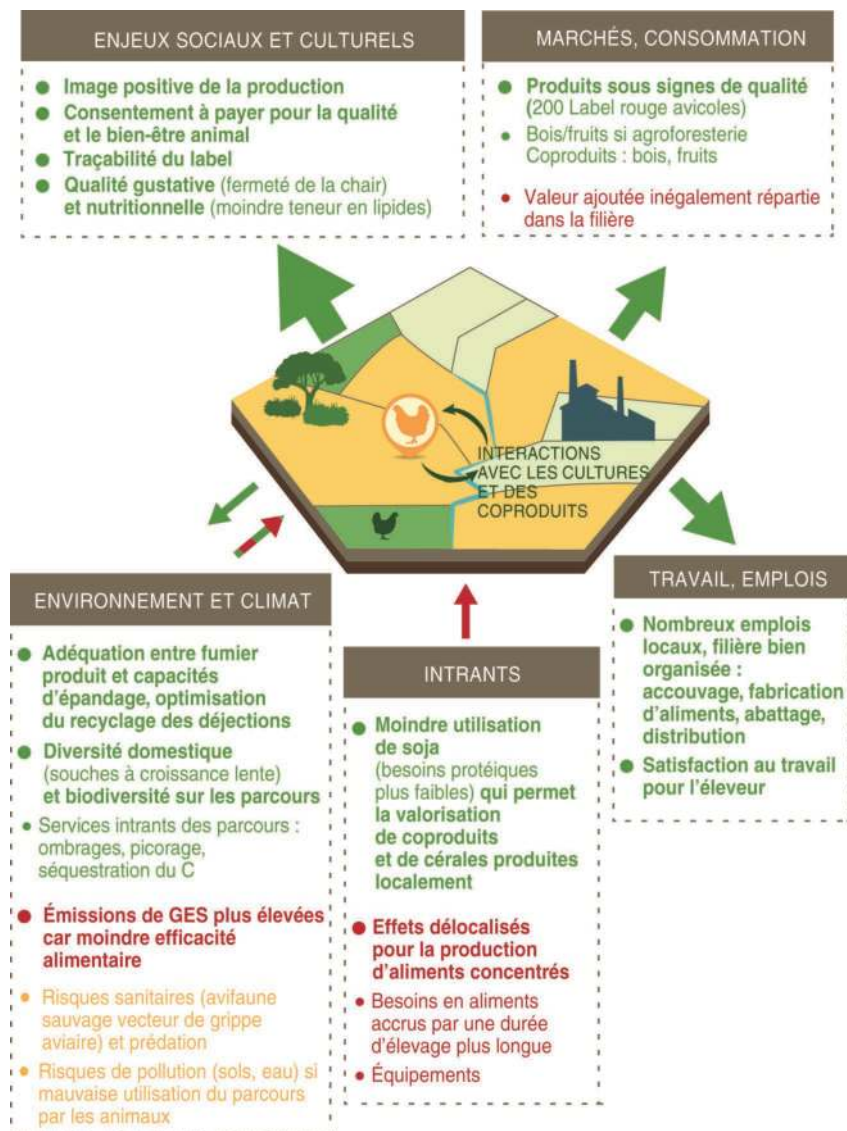 ENJEUX SOCIAUX ET CULTURELS
● Image positive de la production
● Consentement à payer pour la qualité
et le bien-être animal
● Traçabilité du label
● Qualité gustative (fermeté de la chair)
et nutritionnelle (moindre teneur en lipides)
MARCHÉS, CONSOMMATION
● Produits sous signes de qualité
(200 Label rouge avicoles)
• Bois/fruits si agroforesterie
Coproduits : bois, fruits
• Valeur ajoutée inégalement répartie
dans la filière
INTERACTIONS
AVEC LES CULTURES
ET DES
COPRODUITS
ENVIRONNEMENT ET CLIMAT
● Adéquation entre fumier
produit et capacités
d'épandage, optimisation
du recyclage des déjections
● Diversité domestique
(souches à croissance lente)
et biodiversité sur les parcours
• Services intrants des parcours :
ombrages, picorage,
séquestration du C
● Émissions de GES plus élevées
car moindre efficacité
alimentaire
• Risques sanitaires (avifaune
sauvage vecteur de grippe
aviaire) et prédation
• Risques de pollution (sols, eau) si
mauvaise utilisation du parcours
par les animaux
INTRANTS
● Moindre utilisation
de soja
(besoins protéiques
plus faibles) qui permet
la valorisation
de coproduits
et de cérales produites
localement
● Effets délocalisés
pour la production
d'aliments concentrés
• Besoins en aliments
accrus par une durée
d'élevage plus longue
• Équipements
TRAVAIL, EMPLOIS
● Nombreux emplois
locaux, filière bien
organisée :
accouvage, fabrication
d'aliments, abattage,
distribution
● Satisfaction au travail
pour l'éleveur